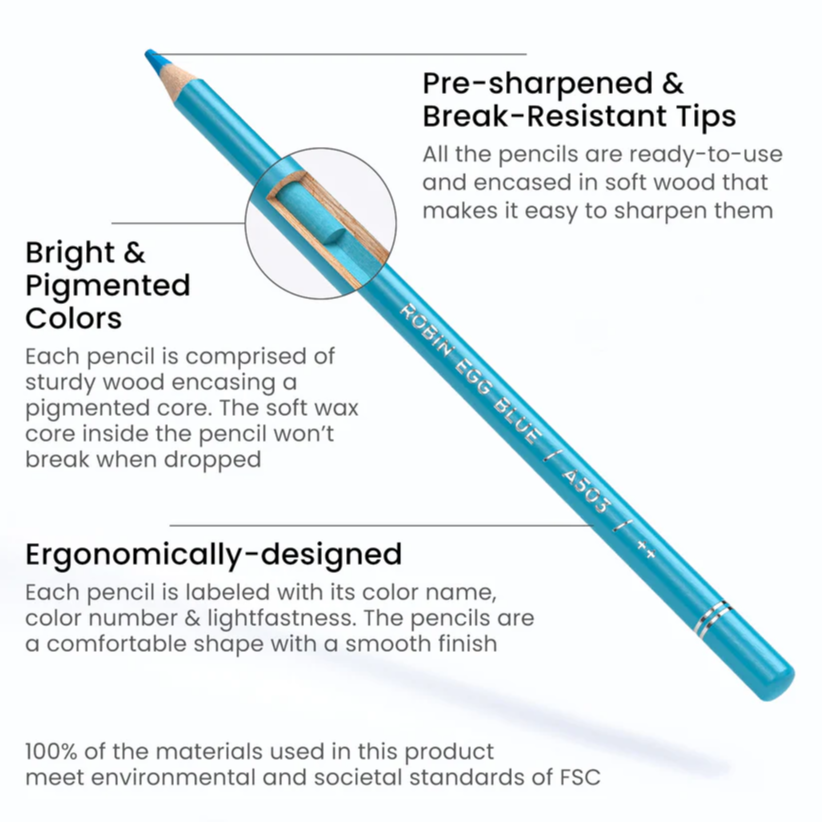 Pre-sharpened &
Break-Resistant Tips
All the pencils are ready-to-use
and encased in soft wood that
makes it easy to sharpen them
Bright &
Pigmented
Colors
Each pencil is comprised of
sturdy wood encasing a
pigmented core. The soft wax
core inside the pencil won't
break when dropped
ROBIN EGG BLUE / A503 / ++
Ergonomically-designed
Each pencil is labeled with its color name,
color number & lightfastness. The pencils are
a comfortable shape with a smooth finish
100% of the materials used in this product
meet environmental and societal standards of FSC